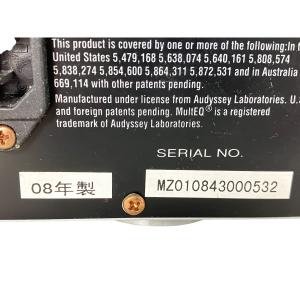 This product is covered by one or more of the following:In
United States 5,479,168 5,638,074 5,640,161 5,808,574
5,838,274 5,854,600 5,864,311 5,872,531 and in Australia
669,114 with other patents pending.
Manufactured under license from Audyssey Laboratories. U.
and foreign patents pending. MultEQ® is a registered
trademark of Audyssey Laboratories.
SERIAL NO.
08年製
MZ010843000532